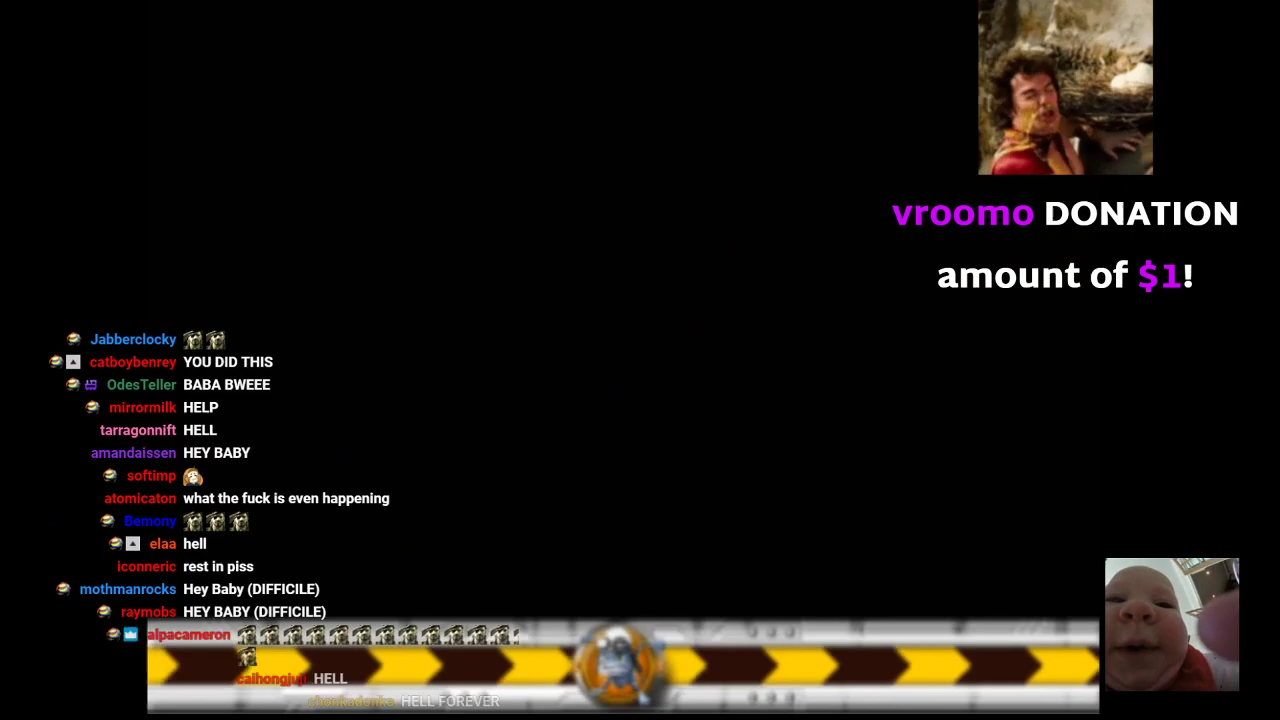 vroomo DONATION
amount of $1!
Jabberclocky
catboybenrey YOU DID THIS
OdesTeller BABA BWEEE
mirrormilk HELP
tarragonnift HELL
amandaissen HEY BABY
softimp
atomicaton what the fuck is even happening
Bemony
elaa hell
iconneric rest in piss
mothmanrocks Hey Baby (DIFFICILE)
raymobs HEY BABY (DIFFICILE)
alpacameron
HELL
HELL FOREVER